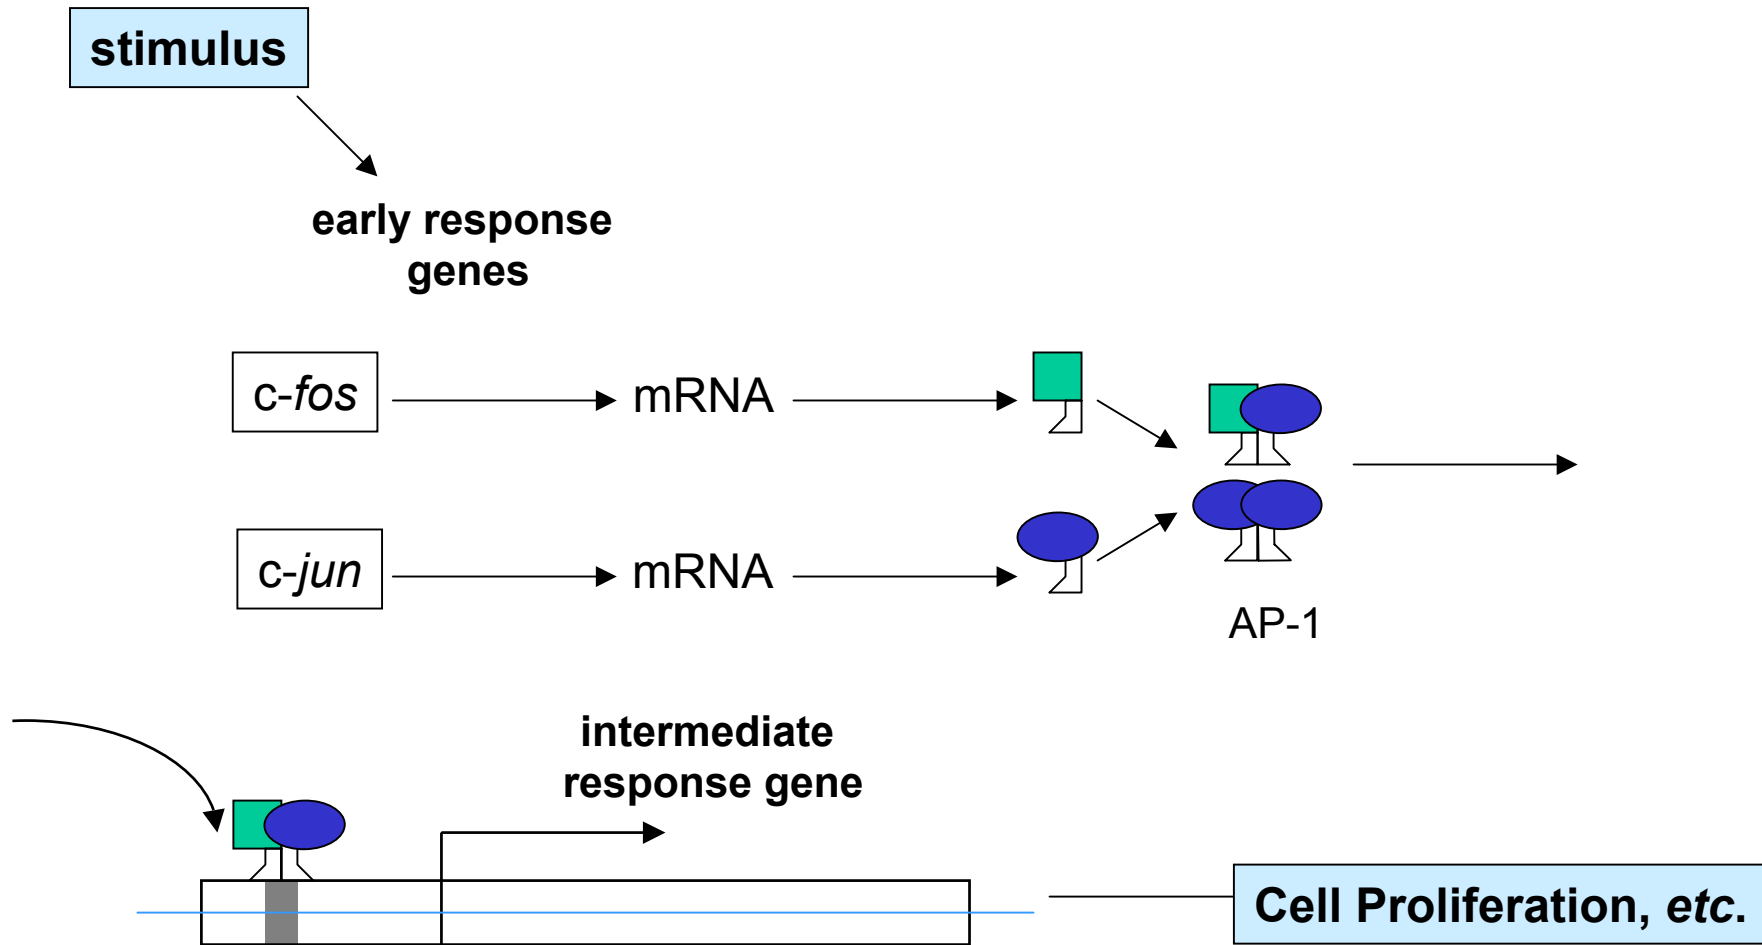 stimulus
early response
genes
c-fos
mRNA
c-jun
mRNA
AP-1
intermediate
response gene
Cell Proliferation, etc.